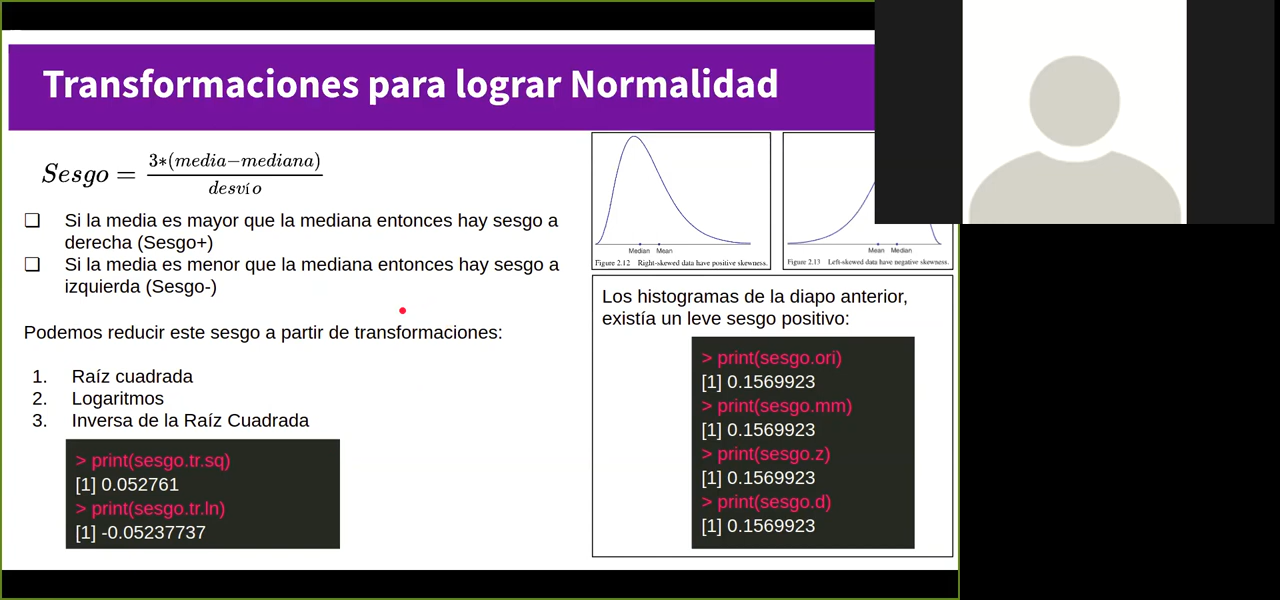 Transformaciones para lograr Normalidad
Sesgo = 3*(media−mediana) / desvío
❏ Si la media es mayor que la mediana entonces hay sesgo a
derecha (Sesgo+)
❏ Si la media es menor que la mediana entonces hay sesgo a
izquierda (Sesgo-)
Podemos reducir este sesgo a partir de transformaciones:
1. Raíz cuadrada
2. Logaritmos
3. Inversa de la Raíz Cuadrada
> print(sesgo.tr.sq)
[1] 0.052761
> print(sesgo.tr.ln)
[1] -0.05237737
Median Mean
Figure 2.12 Right-skewed data have positive skewness.
Mean Median
Figure 2.13 Left-skewed data have negative skewness.
Los histogramas de la diapo anterior,
existía un leve sesgo positivo:
> print(sesgo.ori)
[1] 0.1569923
> print(sesgo.mm)
[1] 0.1569923
> print(sesgo.z)
[1] 0.1569923
> print(sesgo.d)
[1] 0.1569923